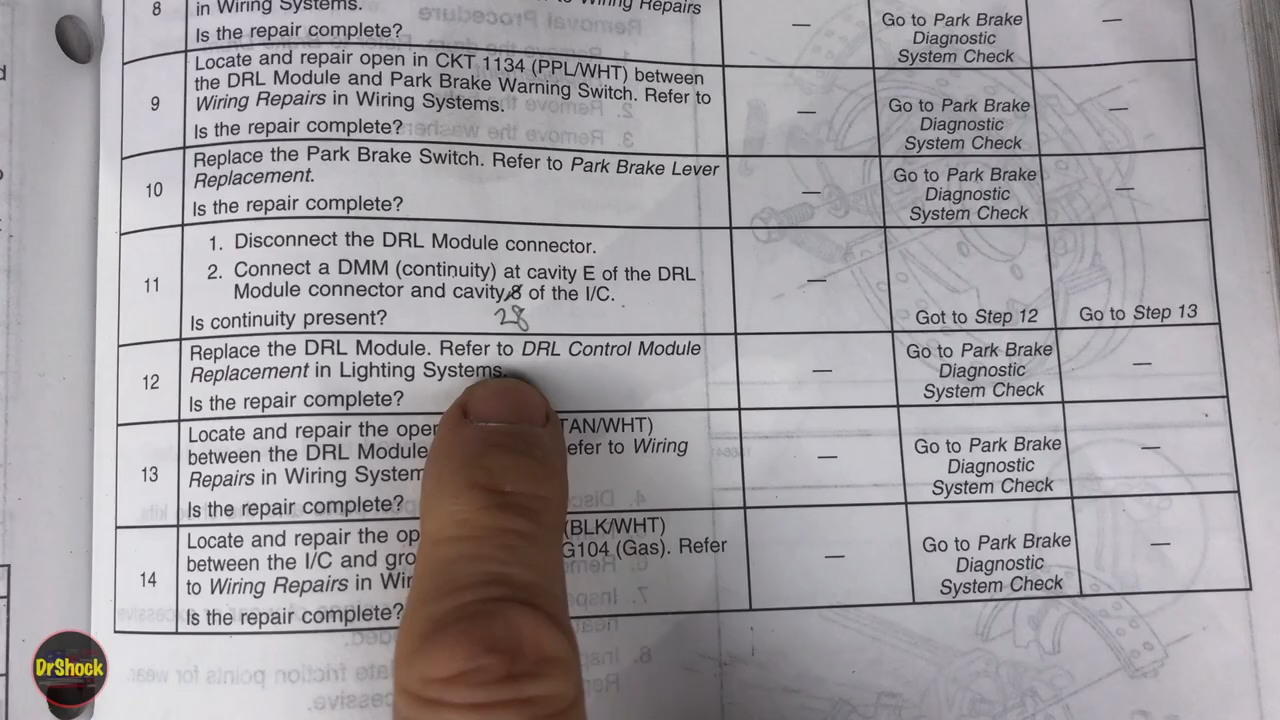 8
in Wiring Systems.
Wiring Repairs
Is the repair complete?
—
Go to Park Brake
Diagnostic
System Check
—
9
Locate and repair open in CKT 1134 (PPL/WHT) between
the DRL Module and Park Brake Warning Switch. Refer to
Wiring Repairs in Wiring Systems.
Is the repair complete?
—
Go to Park Brake
Diagnostic
System Check
—
10
Replace the Park Brake Switch. Refer to Park Brake Lever
Replacement.
Is the repair complete?
—
Go to Park Brake
Diagnostic
System Check
—
11
1. Disconnect the DRL Module connector.
2. Connect a DMM (continuity) at cavity E of the DRL
Module connector and cavity 8 of the I/C.
28
Is continuity present?
—
Got to Step 12
Go to Step 13
12
Replace the DRL Module. Refer to DRL Control Module
Replacement in Lighting Systems.
Is the repair complete?
—
Go to Park Brake
Diagnostic
System Check
—
13
Locate and repair the open TAN/WHT)
between the DRL Module efer to Wiring
Repairs in Wiring System
Is the repair complete?
—
Go to Park Brake
Diagnostic
System Check
—
14
Locate and repair the op (BLK/WHT)
between the I/C and gro G104 (Gas). Refer
to Wiring Repairs in Wir
Is the repair complete?
—
Go to Park Brake
Diagnostic
System Check
—
DrShock